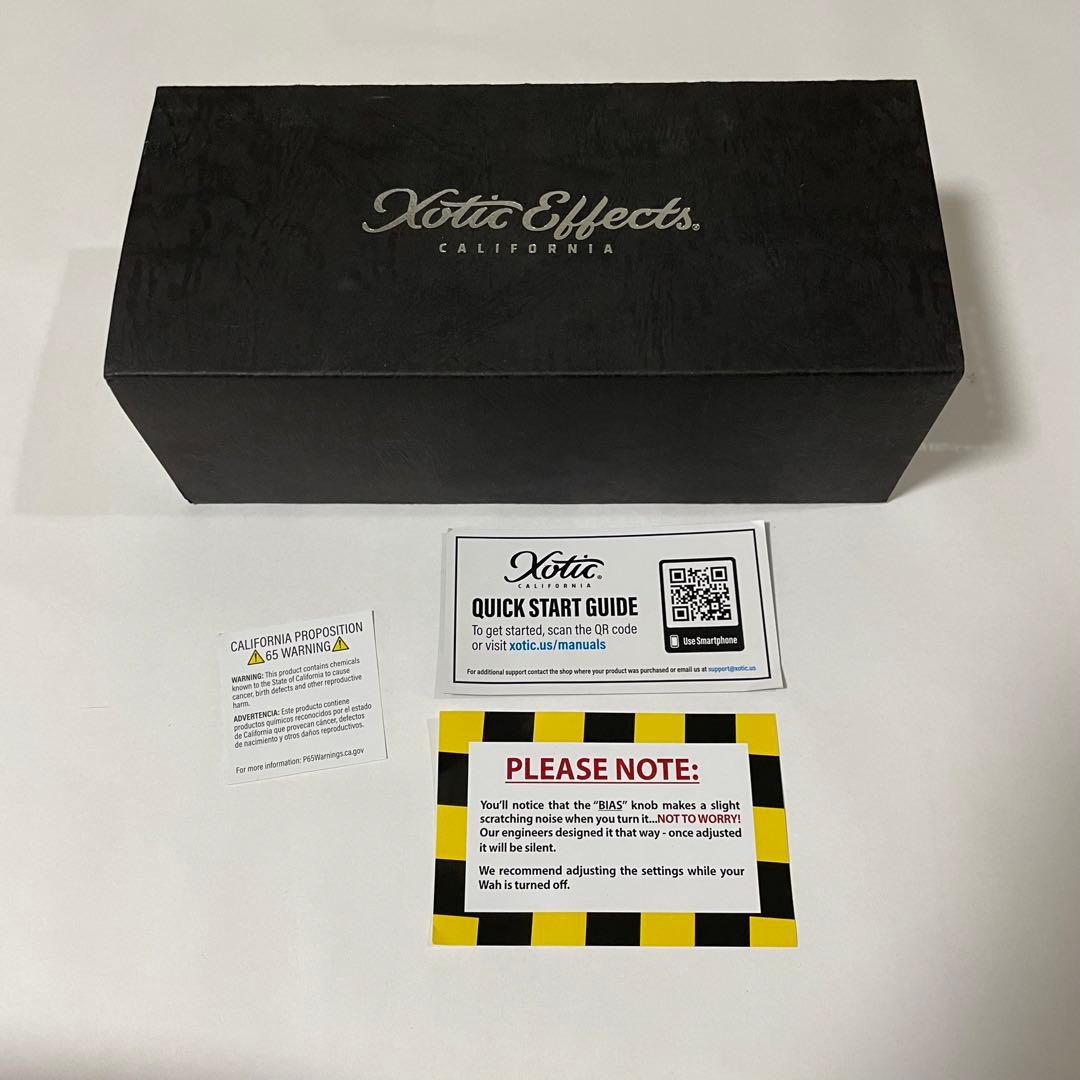 Xotic Effects®
CALIFORNIA
Xotic®
CALIFORNIA
QUICK START GUIDE
To get started, scan the QR code
or visit xotic.us/manuals
Use Smartphone
For additional support contact the shop where your product was purchased or email us at support@xotic.us
CALIFORNIA PROPOSITION
65 WARNING
WARNING: This product contains chemicals
known to the State of California to cause
cancer, birth defects and other reproductive
harm.
ADVERTENCIA: Este producto contiene
productos químicos reconocidos por el estado
de California que provecan cáncer, defectos
de nacimiento y otros daños reproductivos.
For more information: P65Warnings.ca.gov
PLEASE NOTE:
You'll notice that the "BIAS" knob makes a slight
scratching noise when you turn it...NOT TO WORRY!
Our engineers designed it that way - once adjusted
it will be silent.
We recommend adjusting the settings while your
Wah is turned off.